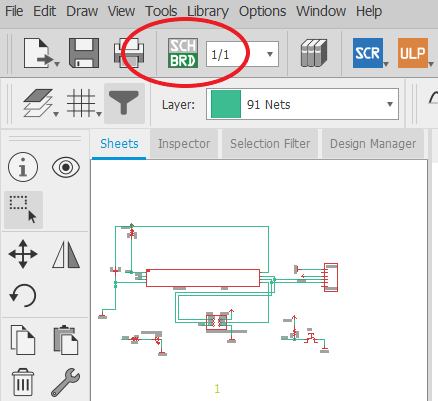 File Edit Draw View Tools Library Options Window Help
SCH
BRD
1/1
SCR
ULP
Layer: 91 Nets
Sheets Inspector Selection Filter Design Manager
1